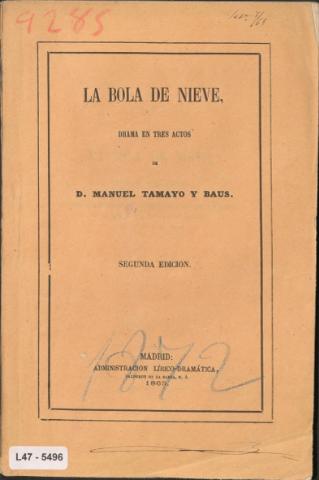 9285
LA BOLA DE NIEVE,
DRAMA EN TRES ACTOS
DE
D. MANUEL TAMAYO Y BAUS.
SEGUNDA EDICION.
MADRID:
ADMINISTRACION LÍRICO-DRAMÁTICA,
1872
L47 - 5496